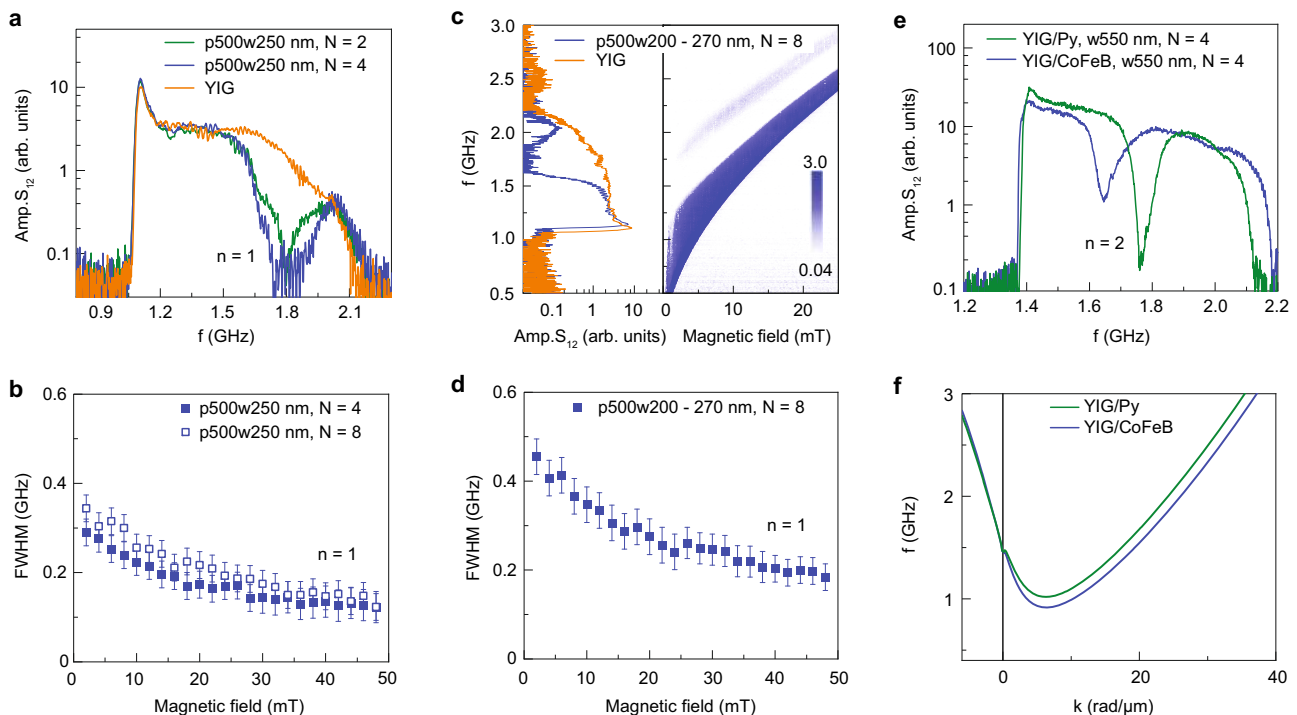 a
p500w250 nm, N = 2
p500w250 nm, N = 4
YIG
10
1
0.1
n = 1
Amp.S12 (arb. units)
0.9 1.2 1.5 1.8 2.1
f (GHz)
b
p500w250 nm, N = 4
p500w250 nm, N = 8
0.6
0.4
0.2
0
n = 1
FWHM (GHz)
0 10 20 30 40 50
Magnetic field (mT)
c
p500w200 - 270 nm, N = 8
YIG
3.0
2.5
2.0
1.5
1.0
0.5
f (GHz)
3.0
0.04
0.1 1 10
0 10 20
Amp.S12 (arb. units)
Magnetic field (mT)
d
p500w200 - 270 nm, N = 8
0.6
0.4
0.2
0
n = 1
FWHM (GHz)
0 10 20 30 40 50
Magnetic field (mT)
e
YIG/Py, w550 nm, N = 4
YIG/CoFeB, w550 nm, N = 4
100
10
1
0.1
n = 2
Amp.S12 (arb. units)
1.2 1.4 1.6 1.8 2.0 2.2
f (GHz)
f
YIG/Py
YIG/CoFeB
3
2
1
f (GHz)
0 20 40
k (rad/μm)